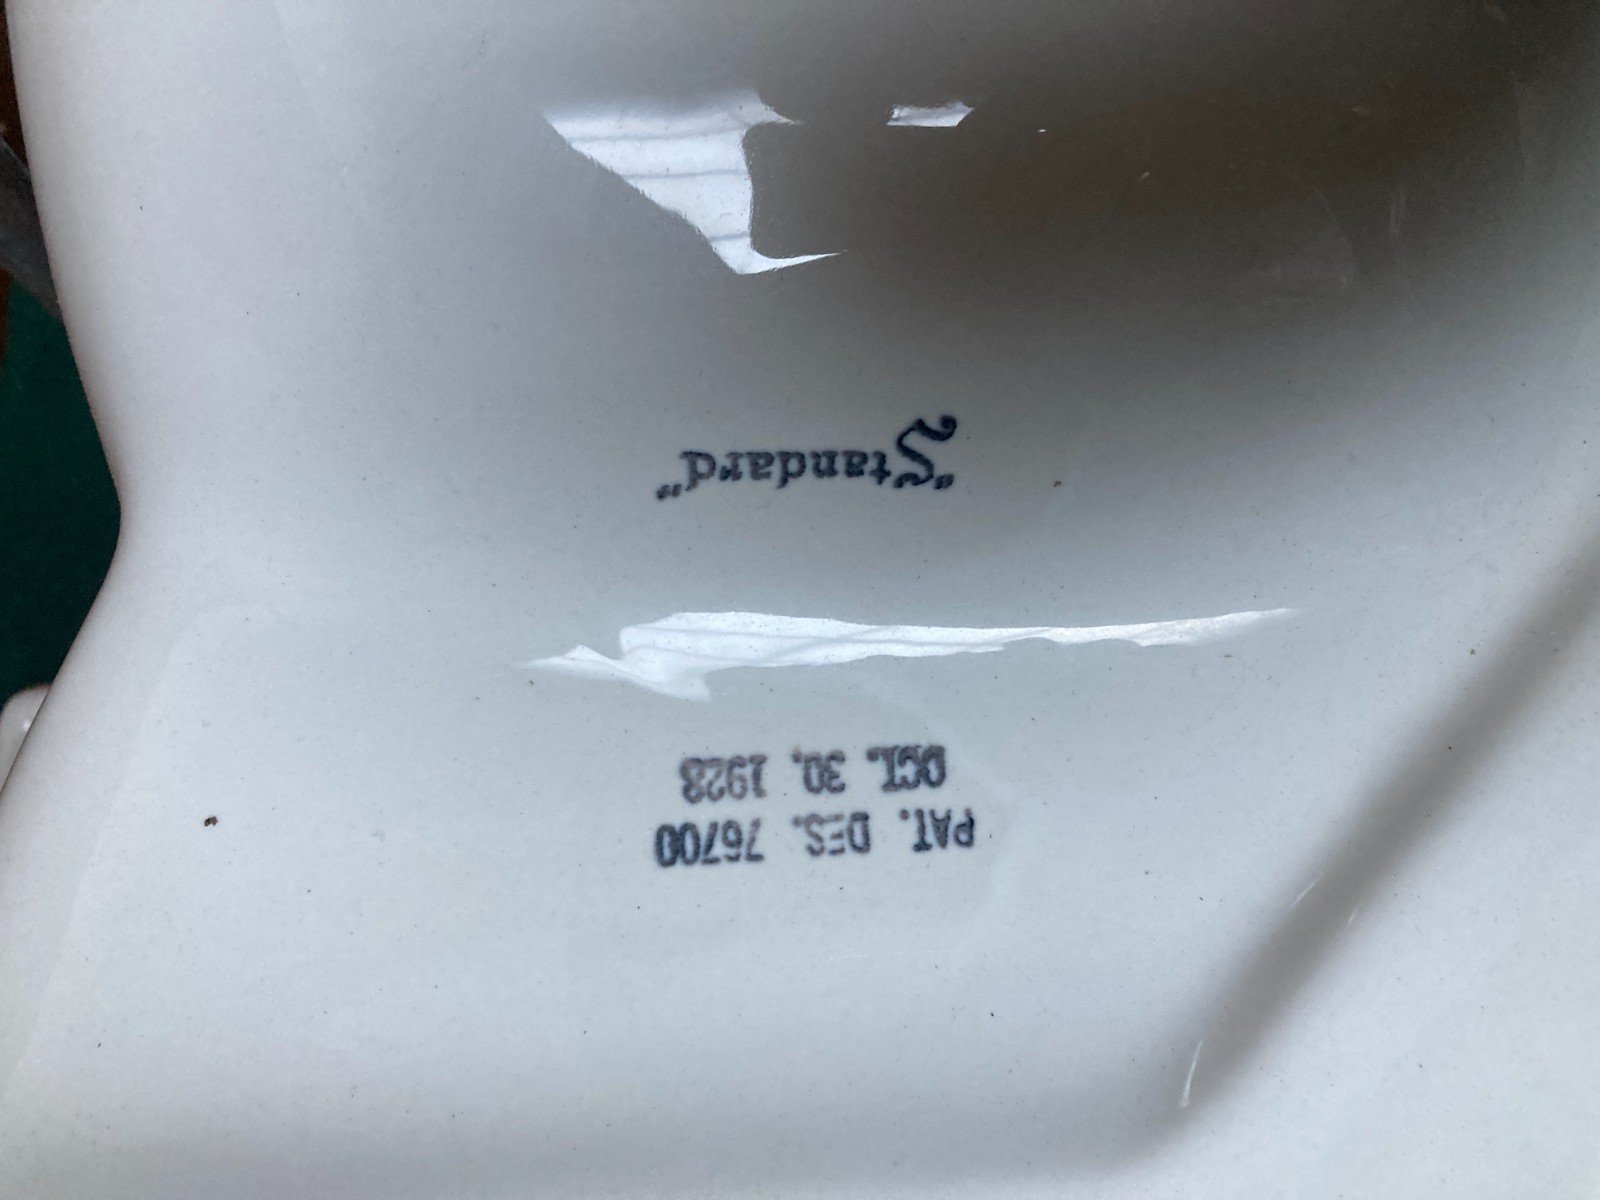 PAT. DES. 76700
OCT. 30, 1928
"Standard"